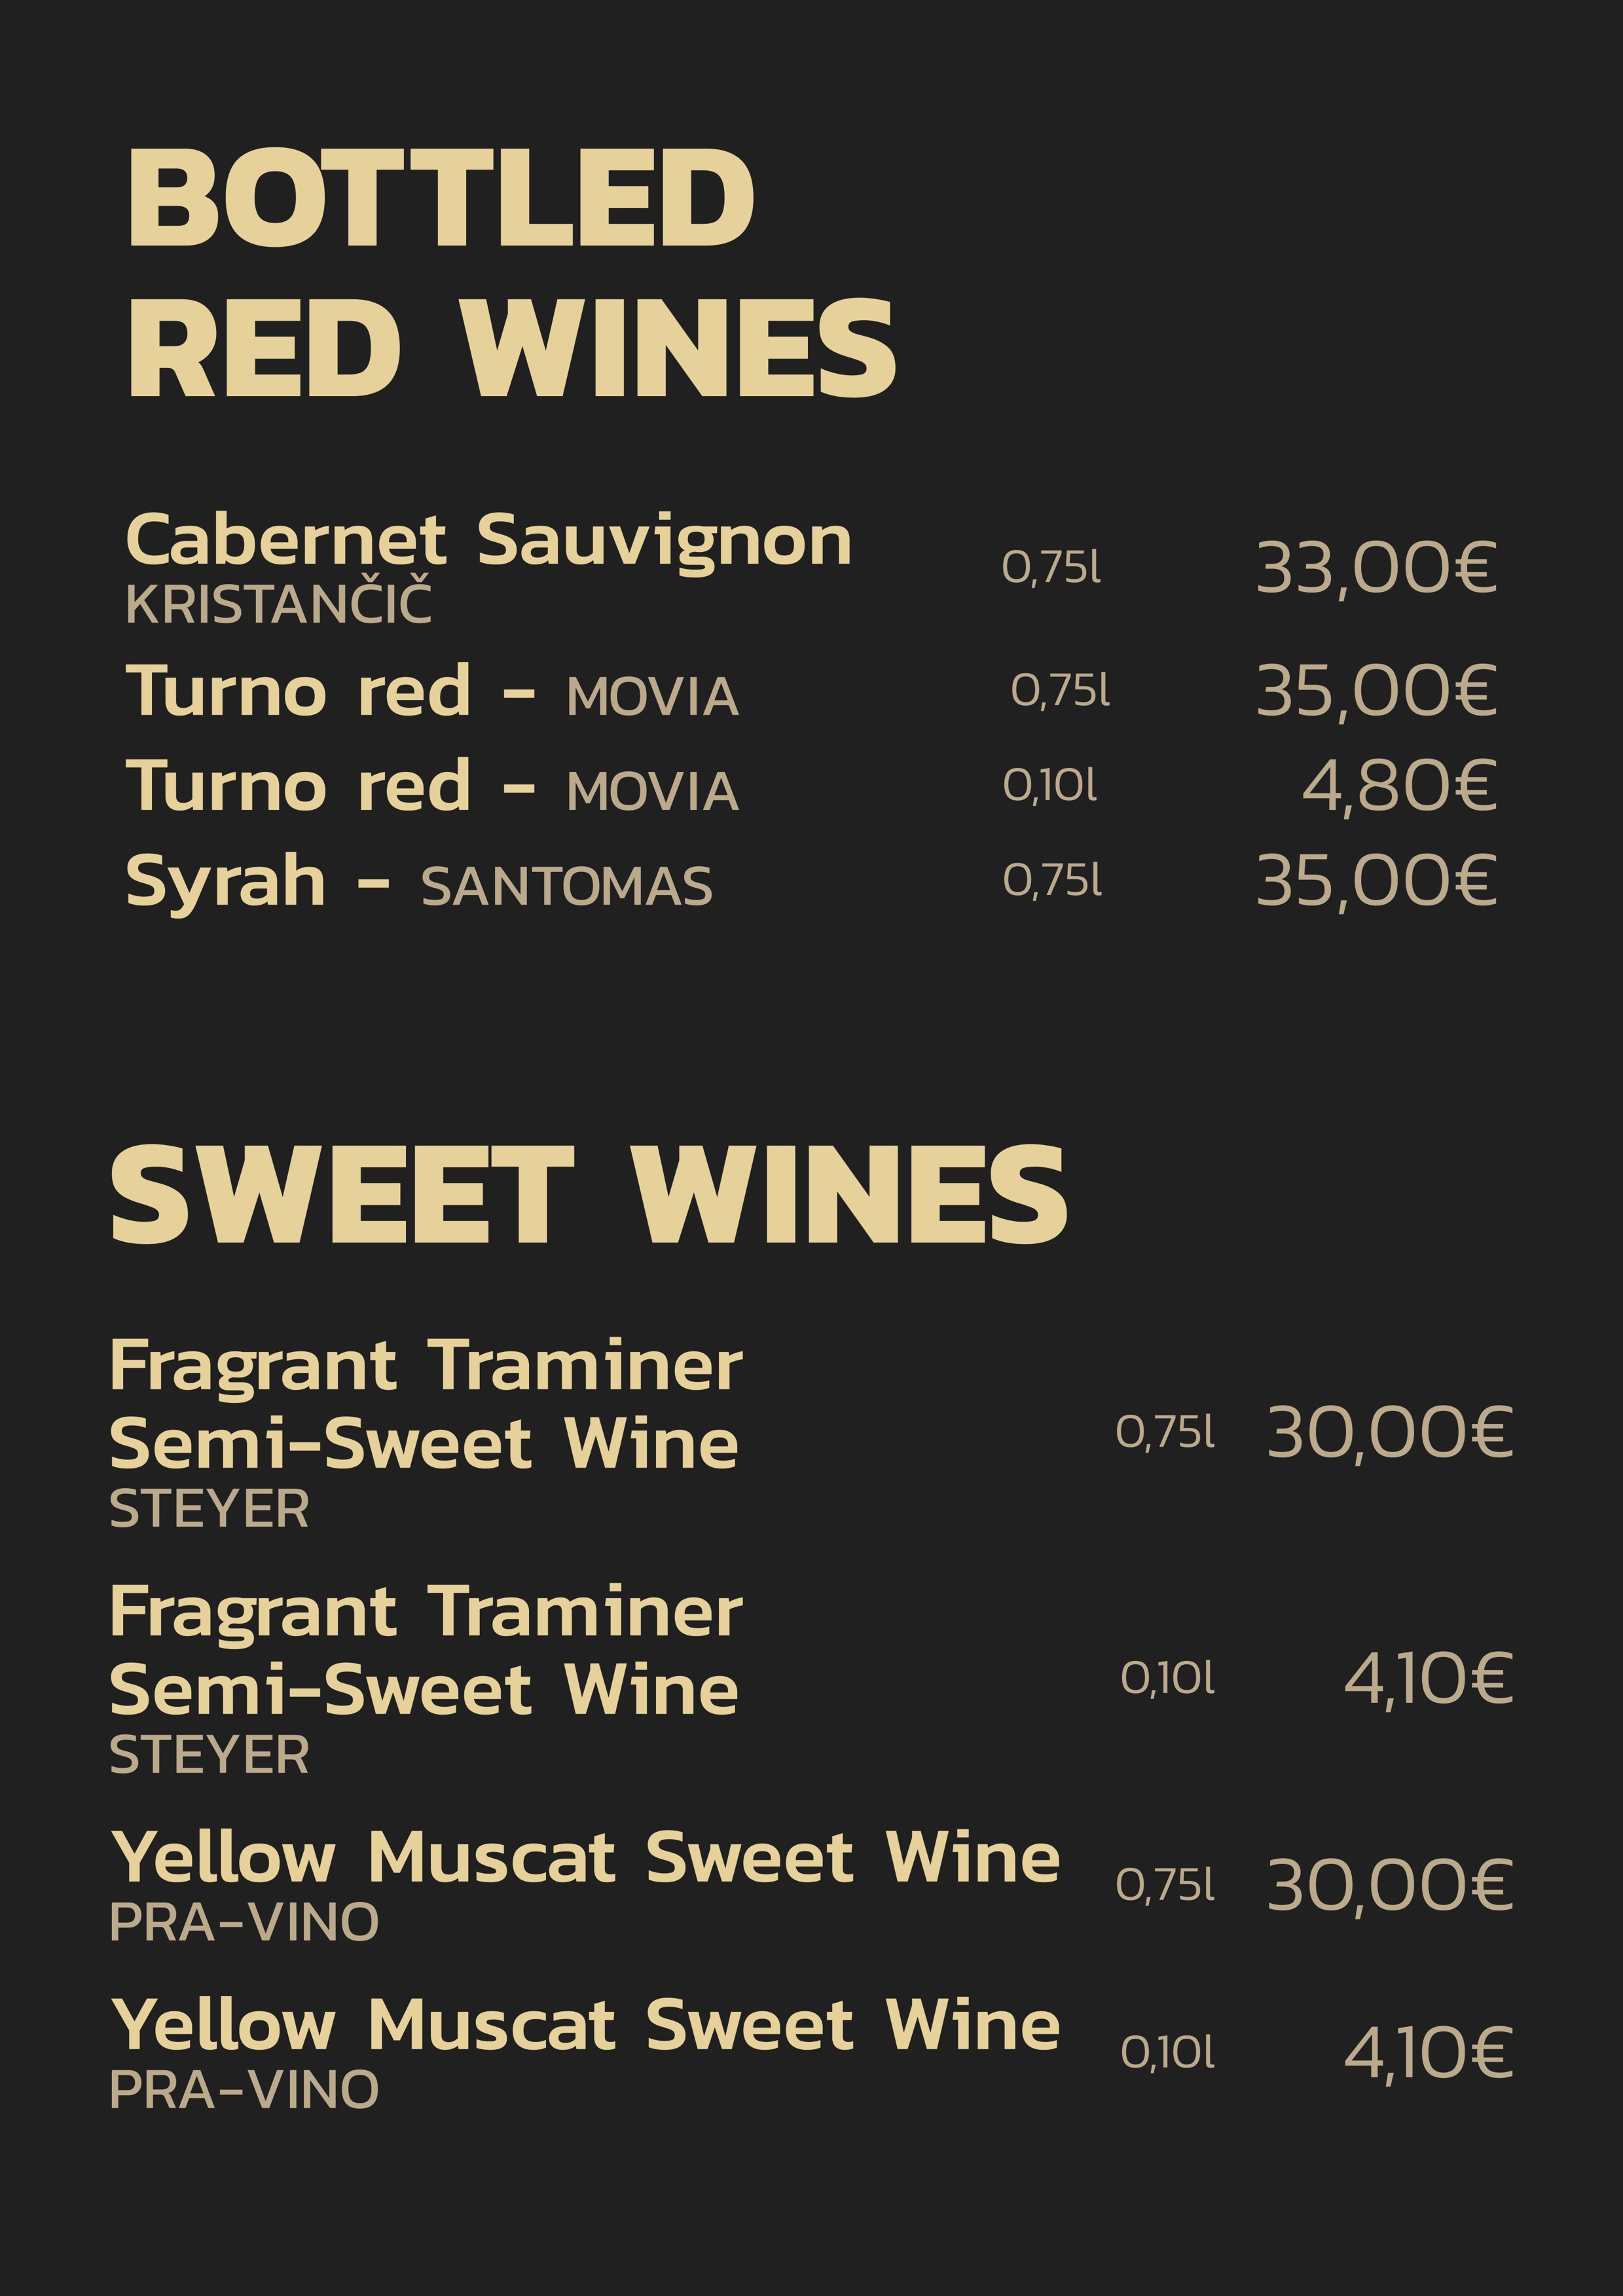 BOTTLED
RED WINES
Cabernet Sauvignon 0,75l 33,00€
KRISTANČIČ
Turno red - MOVIA 0,75l 35,00€
Turno red - MOVIA 0,10l 4,80€
Syrah - SANTOMAS 0,75l 35,00€
SWEET WINES
Fragrant Traminer
Semi-Sweet Wine 0,75l 30,00€
STEYER
Fragrant Traminer
Semi-Sweet Wine 0,10l 4,10€
STEYER
Yellow Muscat Sweet Wine 0,75l 30,00€
PRA-VINO
Yellow Muscat Sweet Wine 0,10l 4,10€
PRA-VINO